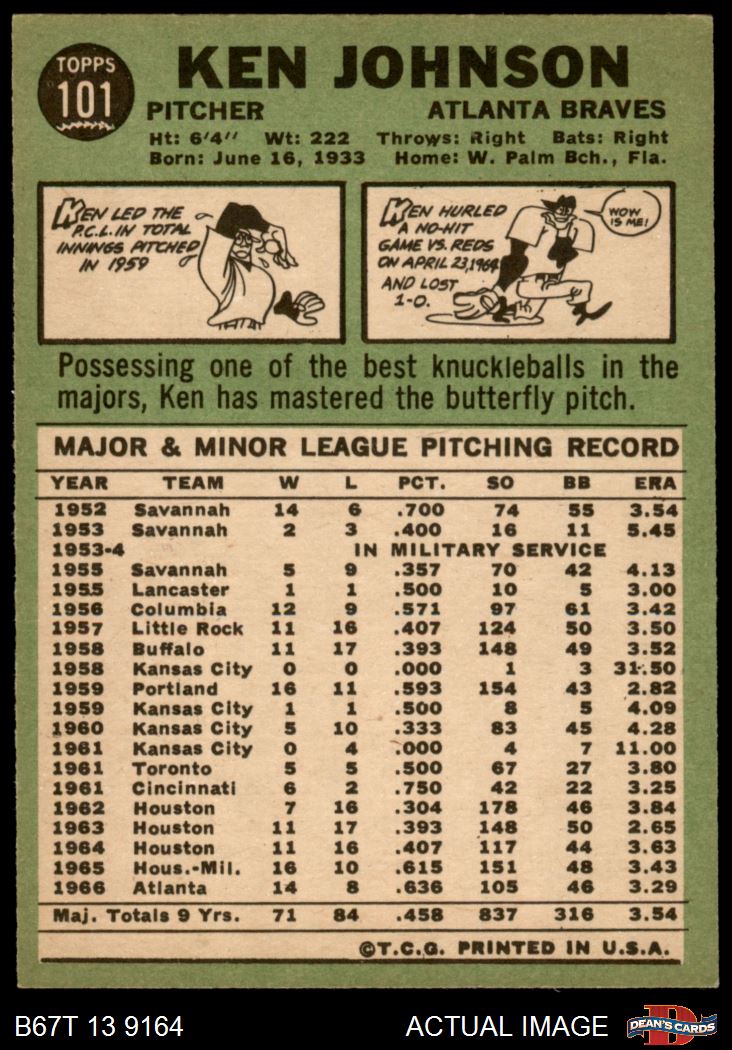 TOPPS
101
KEN JOHNSON
PITCHER ATLANTA BRAVES
Ht: 6'4'' Wt: 222 Throws: Right Bats: Right
Born: June 16, 1933 Home: W. Palm Bch., Fla.
KEN LED THE
P.C.L. IN TOTAL
INNINGS PITCHED
IN 1959
KEN HURLED
A NO-HIT
GAME VS. REDS
ON APRIL 23, 1964
AND LOST
1-O.
WOW
IS ME!
Possessing one of the best knuckleballs in the
majors, Ken has mastered the butterfly pitch.
MAJOR & MINOR LEAGUE PITCHING RECORD
YEAR TEAM W L PCT. SO BB ERA
1952 Savannah 14 6 .700 74 55 3.54
1953 Savannah 2 3 .400 16 11 5.45
1953-4 IN MILITARY SERVICE
1955 Savannah 5 9 .357 70 42 4.13
1955 Lancaster 1 1 .500 10 5 3.00
1956 Columbia 12 9 .571 97 61 3.42
1957 Little Rock 11 16 .407 124 50 3.50
1958 Buffalo 11 17 .393 148 49 3.52
1958 Kansas City 0 0 .000 1 3 31.50
1959 Portland 16 11 .593 154 43 2.82
1959 Kansas City 1 1 .500 8 5 4.09
1960 Kansas City 5 10 .333 83 45 4.28
1961 Kansas City 0 4 .000 4 7 11.00
1961 Toronto 5 5 .500 67 27 3.80
1961 Cincinnati 6 2 .750 42 22 3.25
1962 Houston 7 16 .304 178 46 3.84
1963 Houston 11 17 .393 148 50 2.65
1964 Houston 11 16 .407 117 44 3.63
1965 Hous.-Mil. 16 10 .615 151 48 3.43
1966 Atlanta 14 8 .636 105 46 3.29
Maj. Totals 9 Yrs. 71 84 .458 837 316 3.54
©T.C.G. PRINTED IN U.S.A.
B67T 13 9164 ACTUAL IMAGE
D
DEAN'S CARDS